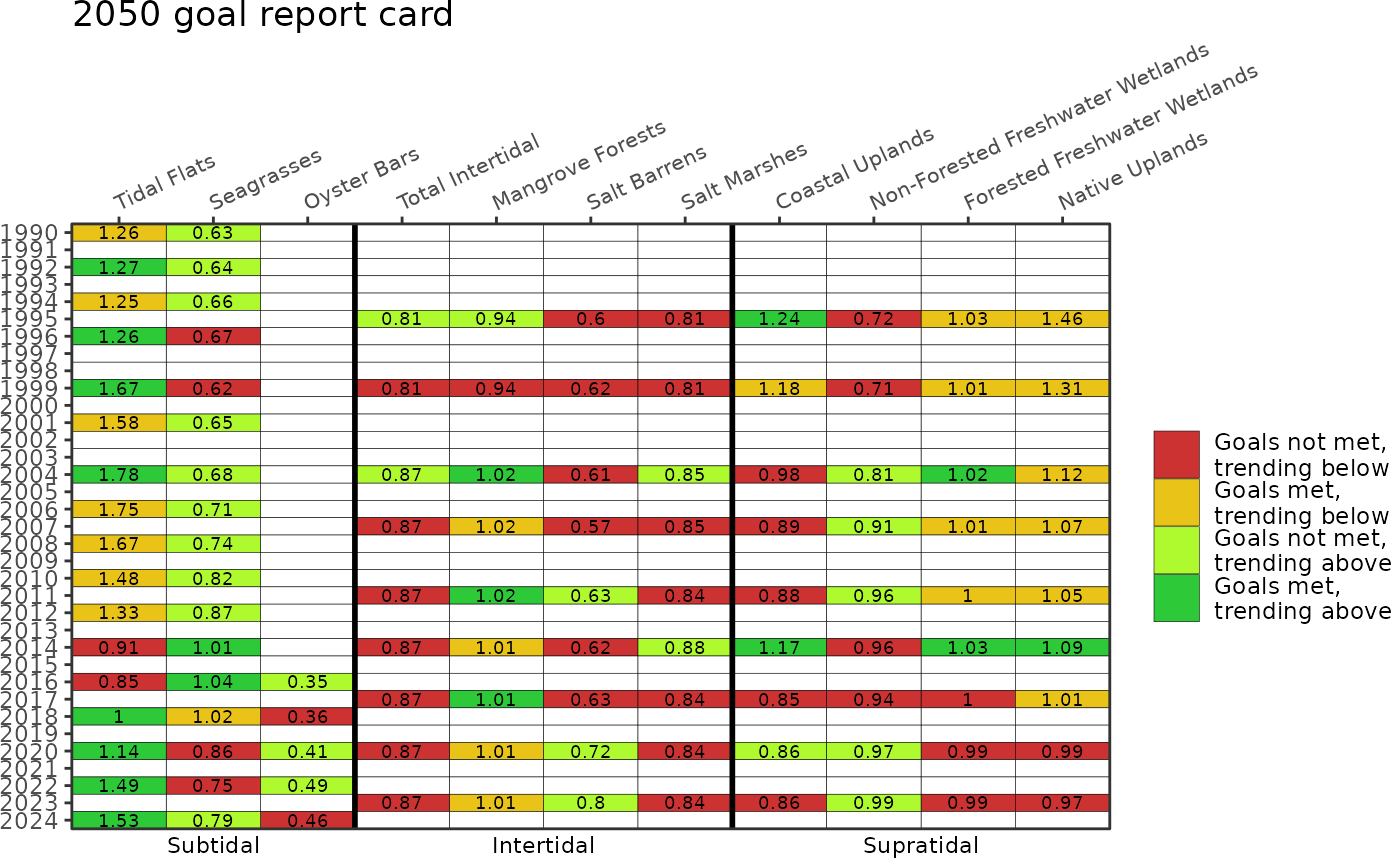 2050 goal report card
Tidal Flats
Seagrasses
Oyster Bars
Total Intertidal
Mangrove Forests
Salt Barrens
Salt Marshes
Coastal Uplands
Non-Forested Freshwater Wetlands
Forested Freshwater Wetlands
Native Uplands
1990 1.26 0.63
1991
1992 1.27 0.64
1993
1994 1.25 0.66
1995 0.81 0.94 0.6 0.81 1.24 0.72 1.03 1.46
1996 1.26 0.67
1997
1998
1999 1.67 0.62 0.81 0.94 0.62 0.81 1.18 0.71 1.01 1.31
2000
2001 1.58 0.65
2002
2003
2004 1.78 0.68 0.87 1.02 0.61 0.85 0.98 0.81 1.02 1.12
2005
2006 1.75 0.71
2007 0.87 1.02 0.57 0.85 0.89 0.91 1.01 1.07
2008 1.67 0.74
2009
2010 1.48 0.82
2011 0.87 1.02 0.63 0.84 0.88 0.96 1 1.05
2012 1.33 0.87
2013
2014 0.91 1.01 0.87 1.01 0.62 0.88 1.17 0.96 1.03 1.09
2015
2016 0.85 1.04 0.35
2017 0.87 1.01 0.63 0.84 0.85 0.94 1 1.01
2018 1 1.02 0.36
2019
2020 1.14 0.86 0.41 0.87 1.01 0.72 0.84 0.86 0.97 0.99 0.99
2021
2022 1.49 0.75 0.49
2023 0.87 1.01 0.8 0.84 0.86 0.99 0.99 0.97
2024 1.53 0.79 0.46
Subtidal Intertidal Supratidal
Goals not met,
trending below
Goals met,
trending below
Goals not met,
trending above
Goals met,
trending above